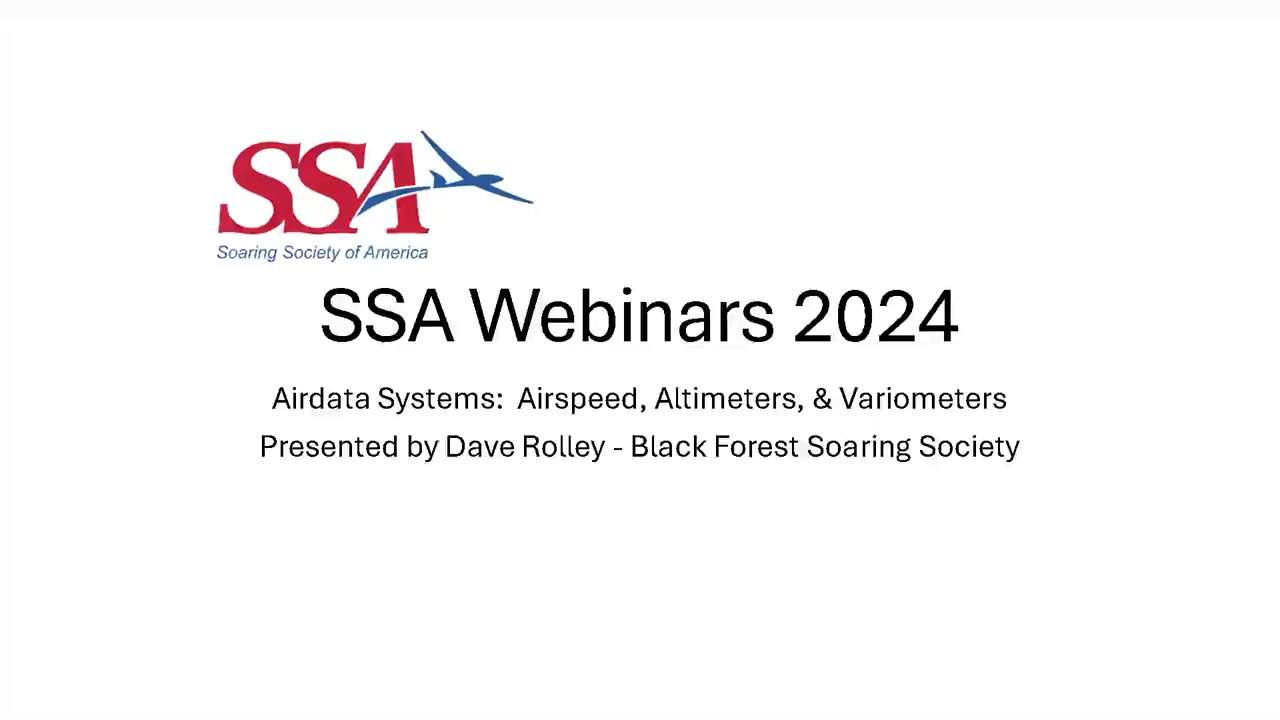 SSA
Soaring Society of America
SSA Webinars 2024
Airdata Systems: Airspeed, Altimeters, & Variometers
Presented by Dave Rolley - Black Forest Soaring Society